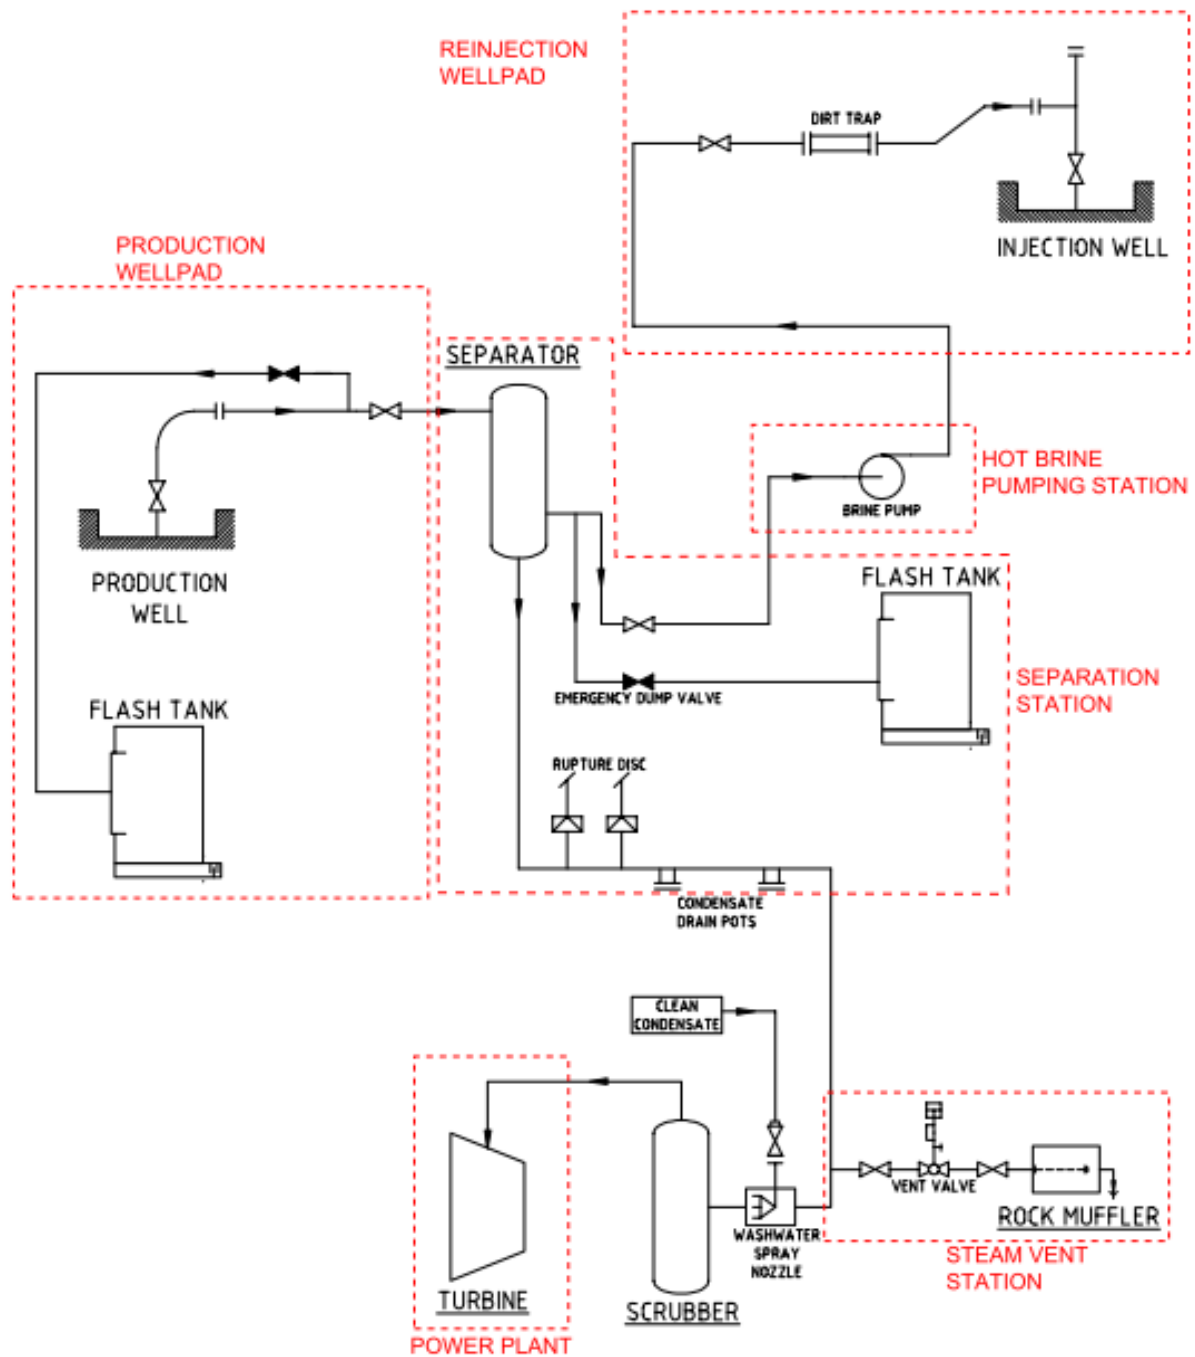 REINJECTION
WELLPAD
DIRT TRAP
INJECTION WELL
PRODUCTION
WELLPAD
SEPARATOR
HOT BRINE
PUMPING STATION
BRINE PUMP
PRODUCTION
WELL
FLASH TANK
SEPARATION
STATION
EMERGENCY DUMP VALVE
FLASH TANK
RUPTURE DISC
CONDENSATE
DRAIN POTS
CLEAN
CONDENSATE
VENT VALVE
ROCK MUFFLER
WASHWATER
SPRAY
NOZZLE
STEAM VENT
STATION
TURBINE
SCRUBBER
POWER PLANT